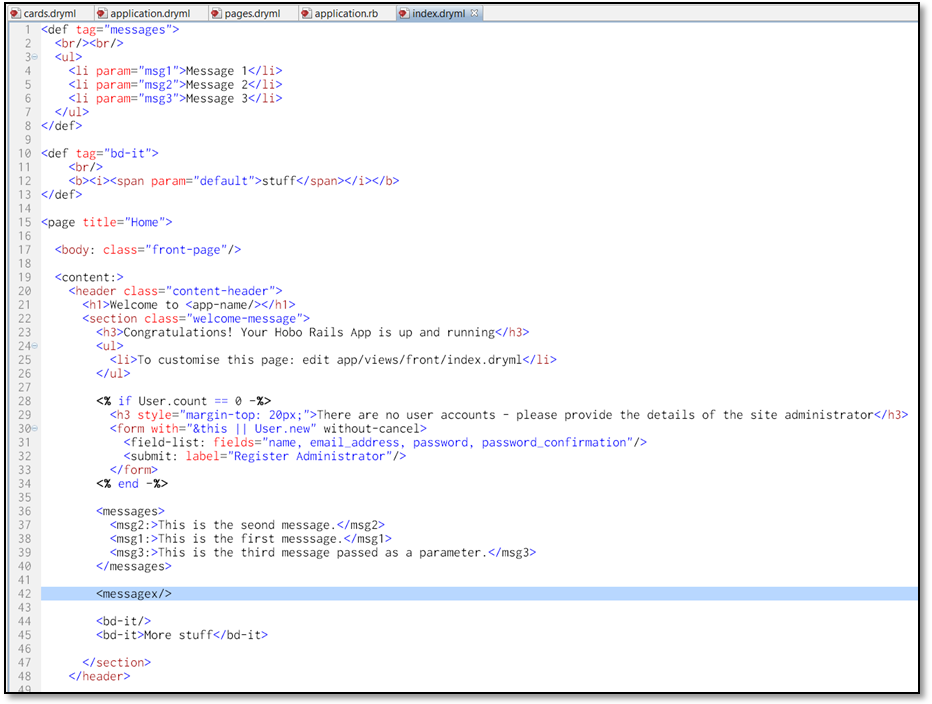 cards.dryml application.dryml pages.dryml application.rb index.dryml
1 <def tag="messages">
2   <br/><br/>
3   <ul>
4     <li param="msg1">Message 1</li>
5     <li param="msg2">Message 2</li>
6     <li param="msg3">Message 3</li>
7   </ul>
8 </def>
9
10 <def tag="bd-it">
11     <br/>
12     <b><i><span param="default">stuff</span></i></b>
13 </def>
14
15 <page title="Home">
16
17   <body: class="front-page"/>
18
19   <content:>
20     <header class="content-header">
21       <h1>Welcome to <app-name/></h1>
22       <section class="welcome-message">
23         <h3>Congratulations! Your Hobo Rails App is up and running</h3>
24         <ul>
25           <li>To customise this page: edit app/views/front/index.dryml</li>
26         </ul>
27
28         <% if User.count == 0 -%>
29           <h3 style="margin-top: 20px;">There are no user accounts - please provide the details of the site administrator</h3>
30           <form with="&this || User.new" without-cancel>
31             <field-list: fields="name, email_address, password, password_confirmation"/>
32             <submit: label="Register Administrator"/>
33           </form>
34         <% end -%>
35
36         <messages>
37           <msg2:>This is the seond message.</msg2>
38           <msg1:>This is the first messsage.</msg1>
39           <msg3:>This is the third message passed as a parameter.</msg3>
40         </messages>
41
42         <messagex/>
43
44         <bd-it/>
45         <bd-it>More stuff</bd-it>
46
47       </section>
48     </header>
49